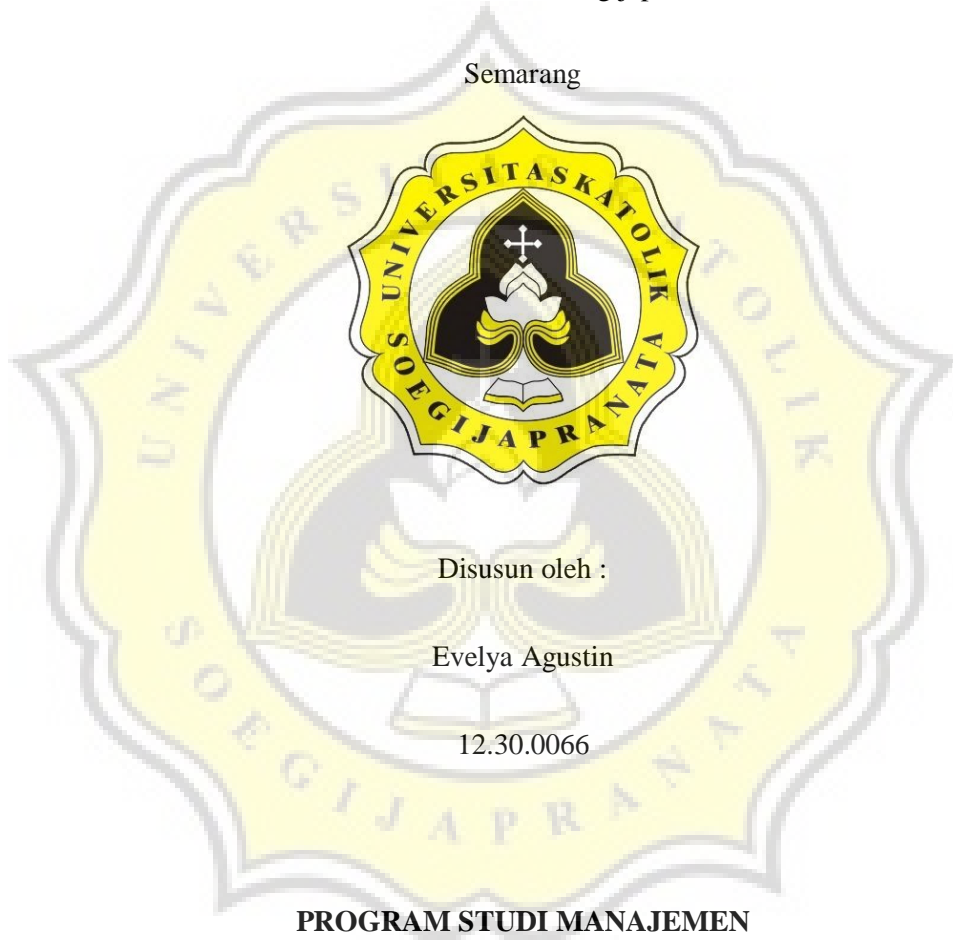 Semarang
UNIVERSITAS KATOLIK
SOEGIJAPRANATA
Disusun oleh :
Evelya Agustin
12.30.0066
PROGRAM STUDI MANAJEMEN